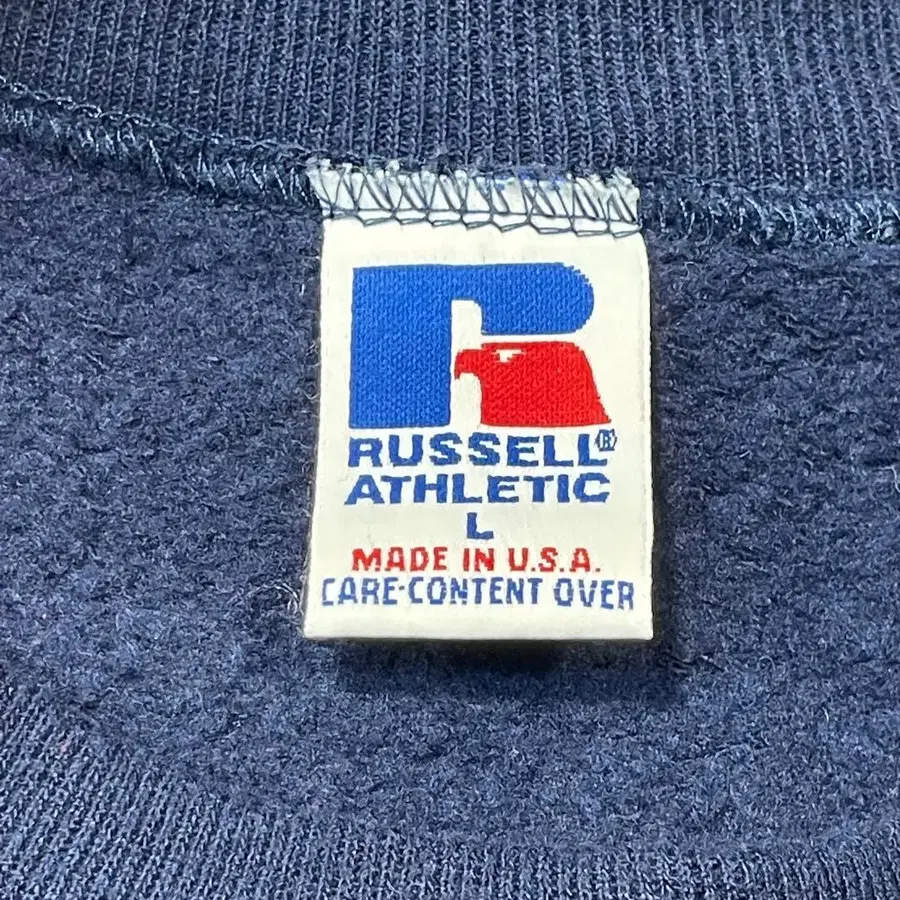 RUSSELL®
ATHLETIC
L
MADE IN U.S.A.
CARE-CONTENT OVER